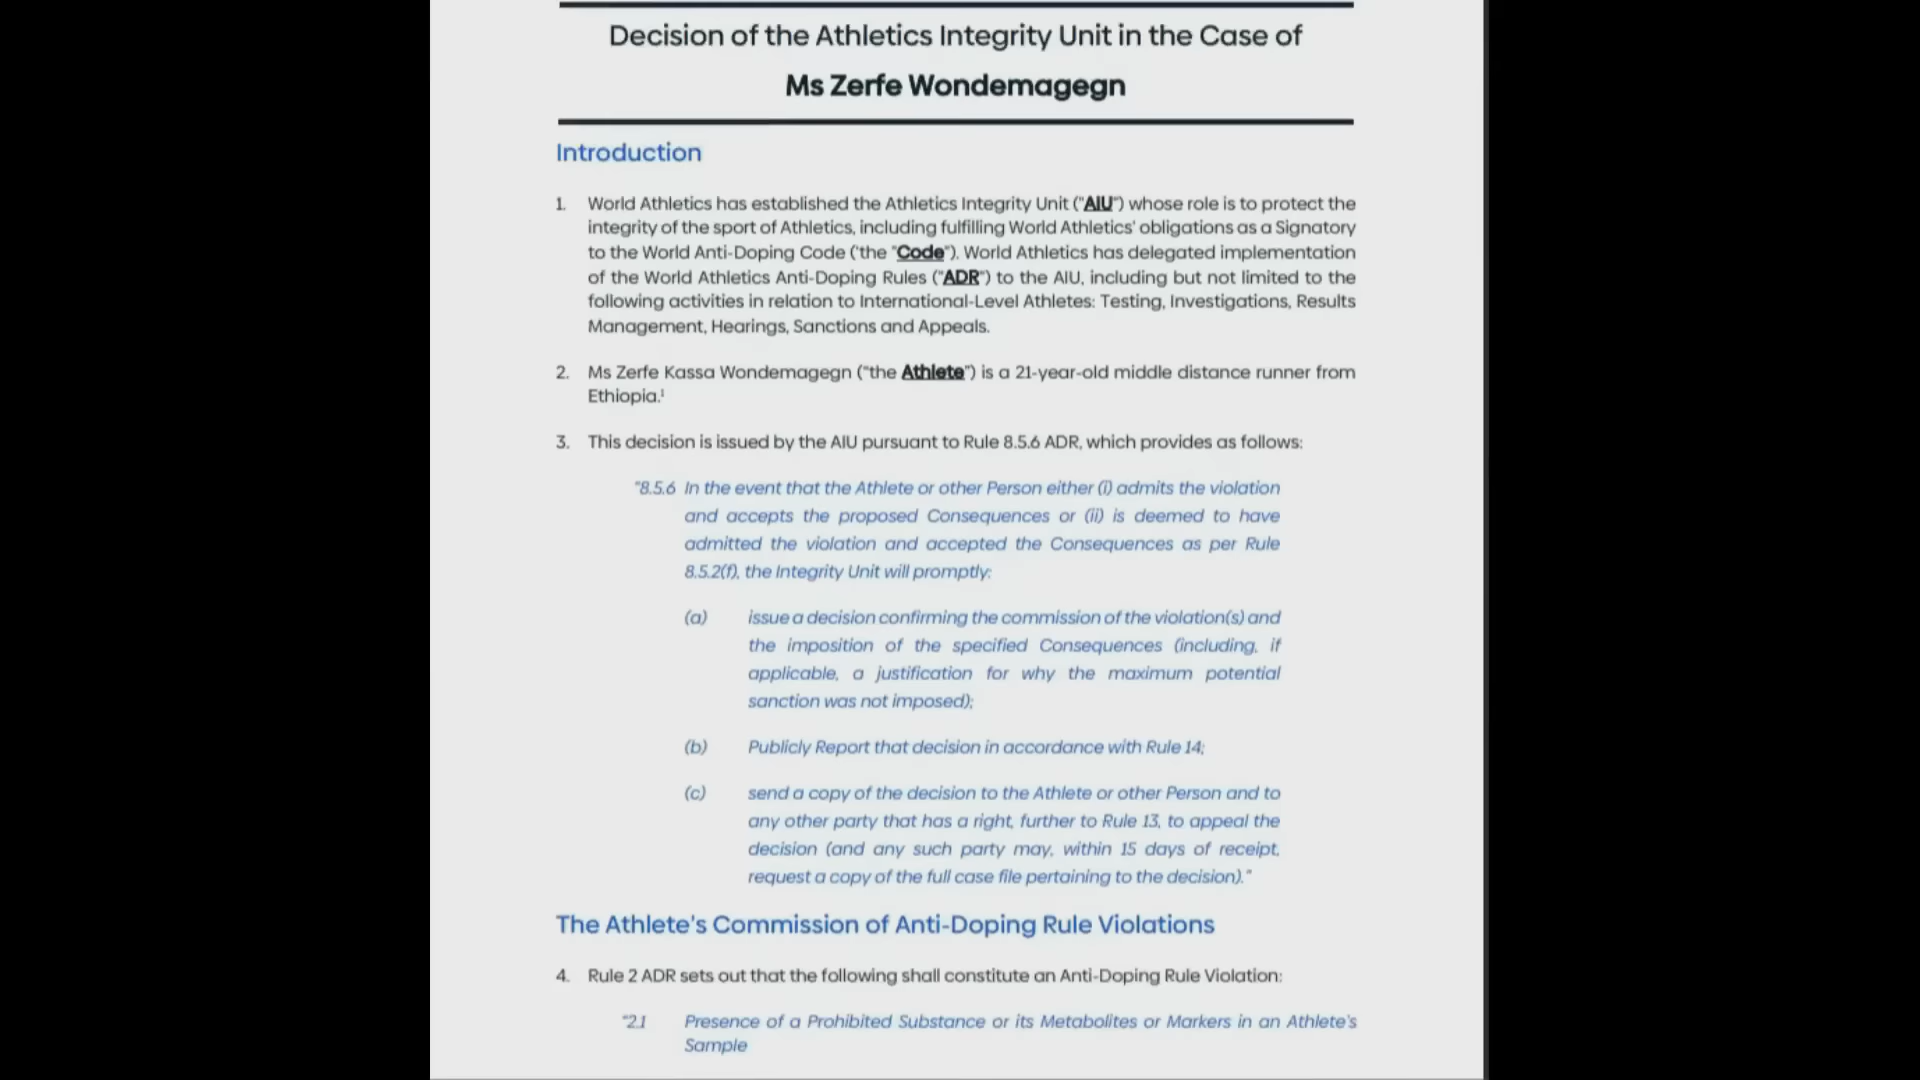 Decision of the Athletics Integrity Unit in the Case of
Ms Zerfe Wondemagegn
Introduction
1. World Athletics has established the Athletics Integrity Unit ("AIU") whose role is to protect the
integrity of the sport of Athletics, including fulfilling World Athletics' obligations as a Signatory
to the World Anti-Doping Code ('the "Code"). World Athletics has delegated implementation
of the World Athletics Anti-Doping Rules ("ADR") to the AIU, including but not limited to the
following activities in relation to International-Level Athletes: Testing, Investigations, Results
Management, Hearings, Sanctions and Appeals.
2. Ms Zerfe Kassa Wondemagegn ("the Athlete") is a 21-year-old middle distance runner from
Ethiopia.¹
3. This decision is issued by the AIU pursuant to Rule 8.5.6 ADR, which provides as follows:
"8.5.6 In the event that the Athlete or other Person either (i) admits the violation
and accepts the proposed Consequences or (ii) is deemed to have
admitted the violation and accepted the Consequences as per Rule
8.5.2(f), the Integrity Unit will promptly:
(a) issue a decision confirming the commission of the violation(s) and
the imposition of the specified Consequences (including, if
applicable, a justification for why the maximum potential
sanction was not imposed);
(b) Publicly Report that decision in accordance with Rule 14;
(c) send a copy of the decision to the Athlete or other Person and to
any other party that has a right, further to Rule 13, to appeal the
decision (and any such party may, within 15 days of receipt,
request a copy of the full case file pertaining to the decision)."
The Athlete's Commission of Anti-Doping Rule Violations
4. Rule 2 ADR sets out that the following shall constitute an Anti-Doping Rule Violation:
"2.1 Presence of a Prohibited Substance or its Metabolites or Markers in an Athlete's
Sample